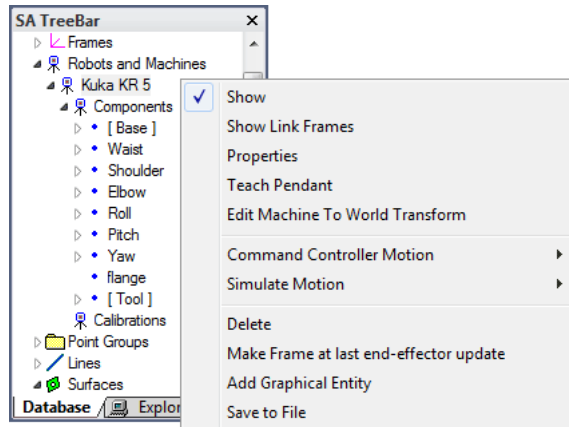 SA TreeBar
Frames
Robots and Machines
Kuka KR 5
Components
[ Base ]
Waist
Shoulder
Elbow
Roll
Pitch
Yaw
flange
[ Tool ]
Calibrations
Point Groups
Lines
Surfaces
Database
Explor
Show
Show Link Frames
Properties
Teach Pendant
Edit Machine To World Transform
Command Controller Motion
Simulate Motion
Delete
Make Frame at last end-effector update
Add Graphical Entity
Save to File